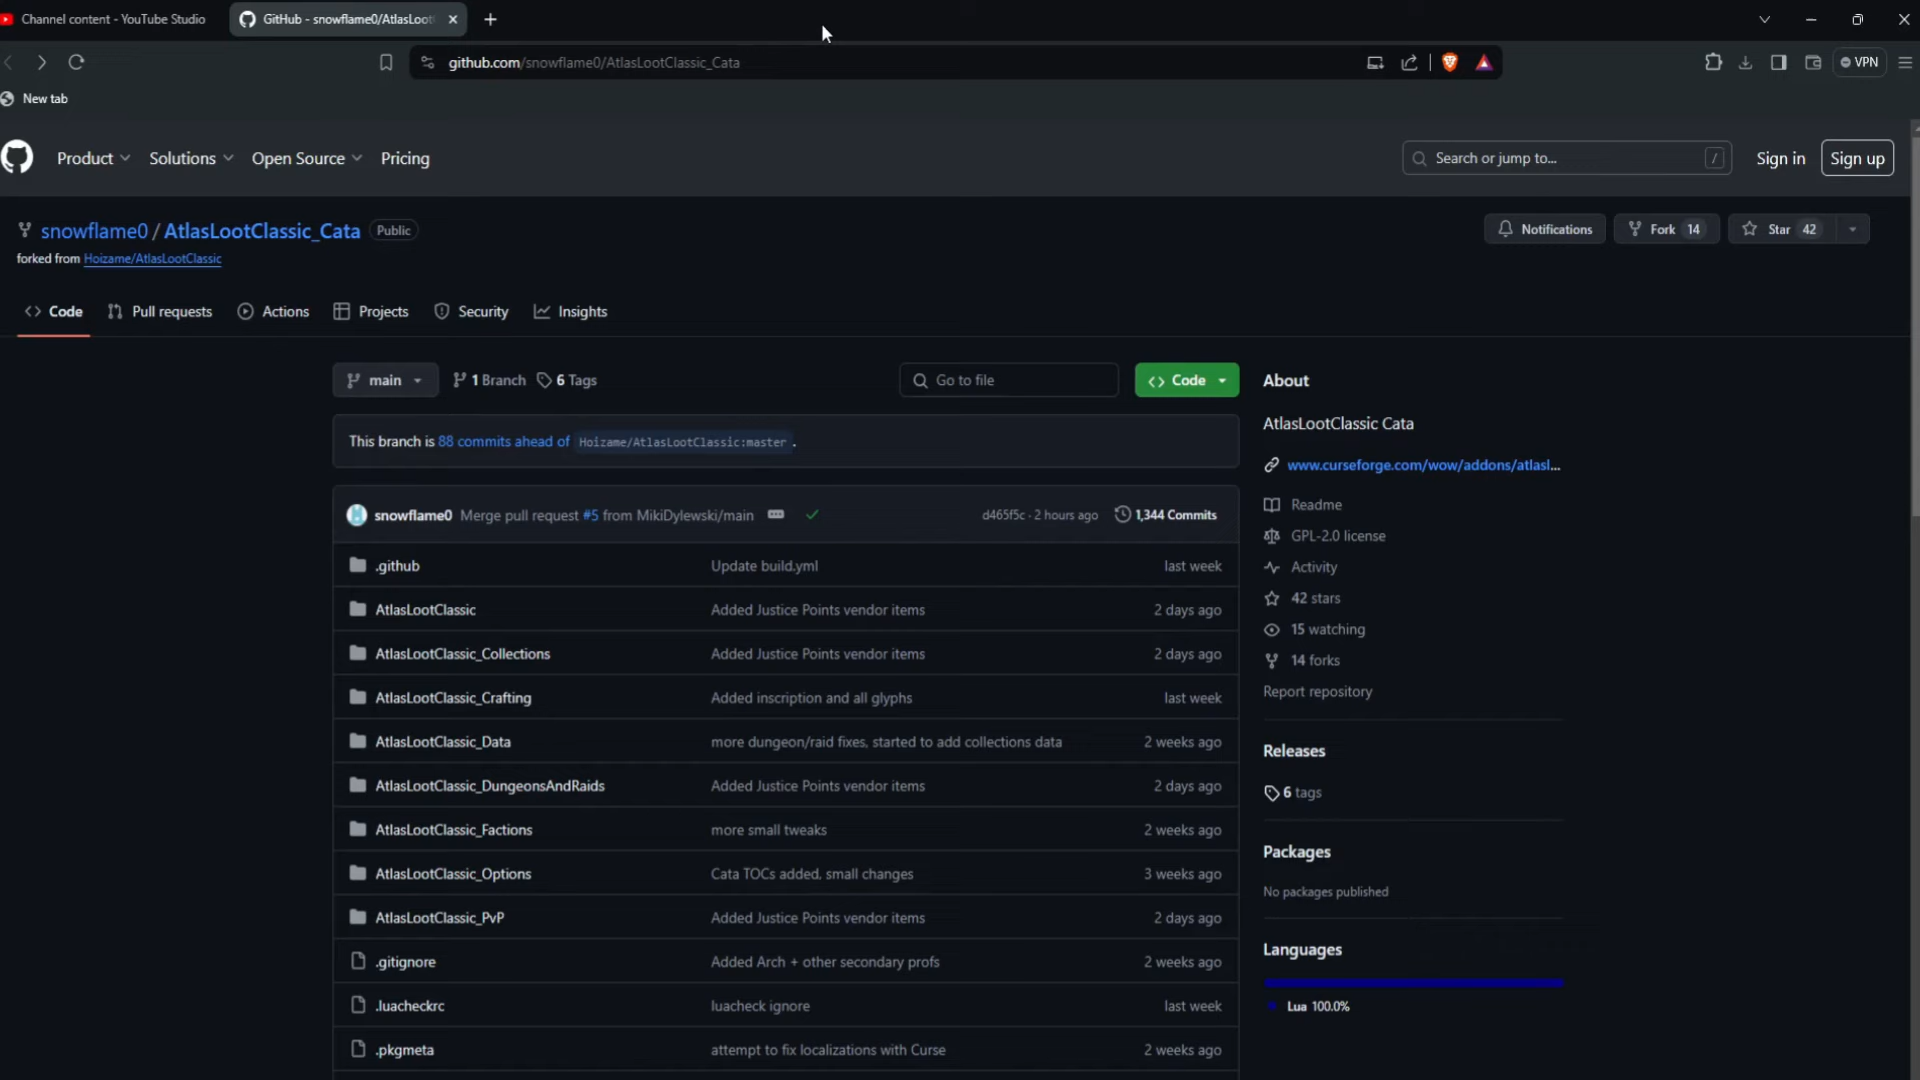 Channel content - YouTube Studio
GitHub - snowflame0/AtlasLoot
github.com/snowflame0/AtlasLootClassic_Cata
VPN
New tab
Product Solutions Open Source Pricing
Search or jump to... /
Sign in
Sign up
snowflame0 / AtlasLootClassic_Cata Public
Notifications Fork 14 Star 42
forked from Hoizame/AtlasLootClassic
Code Pull requests Actions Projects Security Insights
main 1 Branch 6 Tags Go to file Code
This branch is 88 commits ahead of Hoizame/AtlasLootClassic:master .
snowflame0 Merge pull request #5 from MikiDylewski/main d465f5c · 2 hours ago 1,344 Commits
.github Update build.yml last week
AtlasLootClassic Added Justice Points vendor items 2 days ago
AtlasLootClassic_Collections Added Justice Points vendor items 2 days ago
AtlasLootClassic_Crafting Added inscription and all glyphs last week
AtlasLootClassic_Data more dungeon/raid fixes, started to add collections data 2 weeks ago
AtlasLootClassic_DungeonsAndRaids Added Justice Points vendor items 2 days ago
AtlasLootClassic_Factions more small tweaks 2 weeks ago
AtlasLootClassic_Options Cata TOCs added, small changes 3 weeks ago
AtlasLootClassic_PvP Added Justice Points vendor items 2 days ago
.gitignore Added Arch + other secondary profs 2 weeks ago
.luacheckrc luacheck ignore last week
.pkgmeta attempt to fix localizations with Curse 2 weeks ago
About
AtlasLootClassic Cata
www.curseforge.com/wow/addons/atlasl...
Readme
GPL-2.0 license
Activity
42 stars
15 watching
14 forks
Report repository
Releases
6 tags
Packages
No packages published
Languages
Lua 100.0%